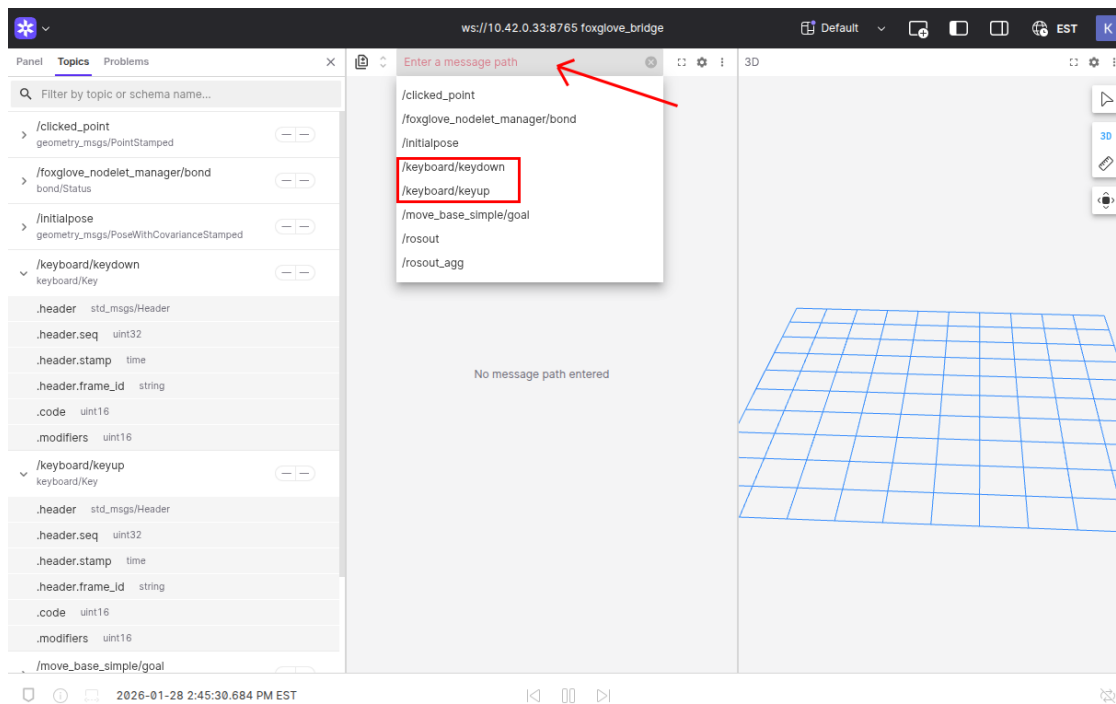 ws://10.42.0.33:8765 foxglove_bridge
Default
EST
K
Panel Topics Problems
Filter by topic or schema name...
/clicked_point
geometry_msgs/PointStamped
/foxglove_nodelet_manager/bond
bond/Status
/initialpose
geometry_msgs/PoseWithCovarianceStamped
/keyboard/keydown
keyboard/Key
.header std_msgs/Header
.header.seq uint32
.header.stamp time
.header.frame_id string
.code uint16
.modifiers uint16
/keyboard/keyup
keyboard/Key
.header std_msgs/Header
.header.seq uint32
.header.stamp time
.header.frame_id string
.code uint16
.modifiers uint16
/move_base_simple/goal
Enter a message path
/clicked_point
/foxglove_nodelet_manager/bond
/initialpose
/keyboard/keydown
/keyboard/keyup
/move_base_simple/goal
/rosout
/rosout_agg
No message path entered
3D
3D
2026-01-28 2:45:30.684 PM EST